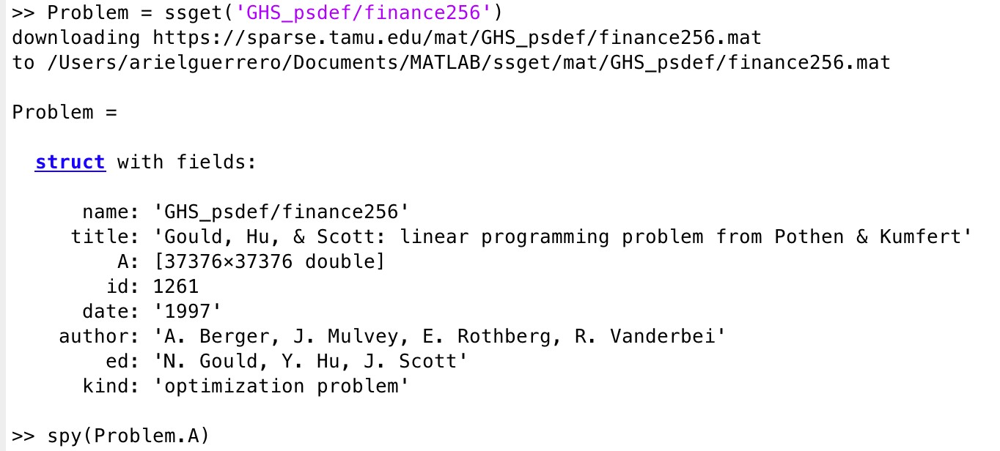 >> Problem = ssget('GHS_psdef/finance256')
downloading https://sparse.tamu.edu/mat/GHS_psdef/finance256.mat
to /Users/arielguerrero/Documents/MATLAB/ssget/mat/GHS_psdef/finance256.mat
Problem =
struct with fields:
name: 'GHS_psdef/finance256'
title: 'Gould, Hu, & Scott: linear programming problem from Pothen & Kumfert'
A: [37376×37376 double]
id: 1261
date: '1997'
author: 'A. Berger, J. Mulvey, E. Rothberg, R. Vanderbei'
ed: 'N. Gould, Y. Hu, J. Scott'
kind: 'optimization problem'
>> spy(Problem.A)